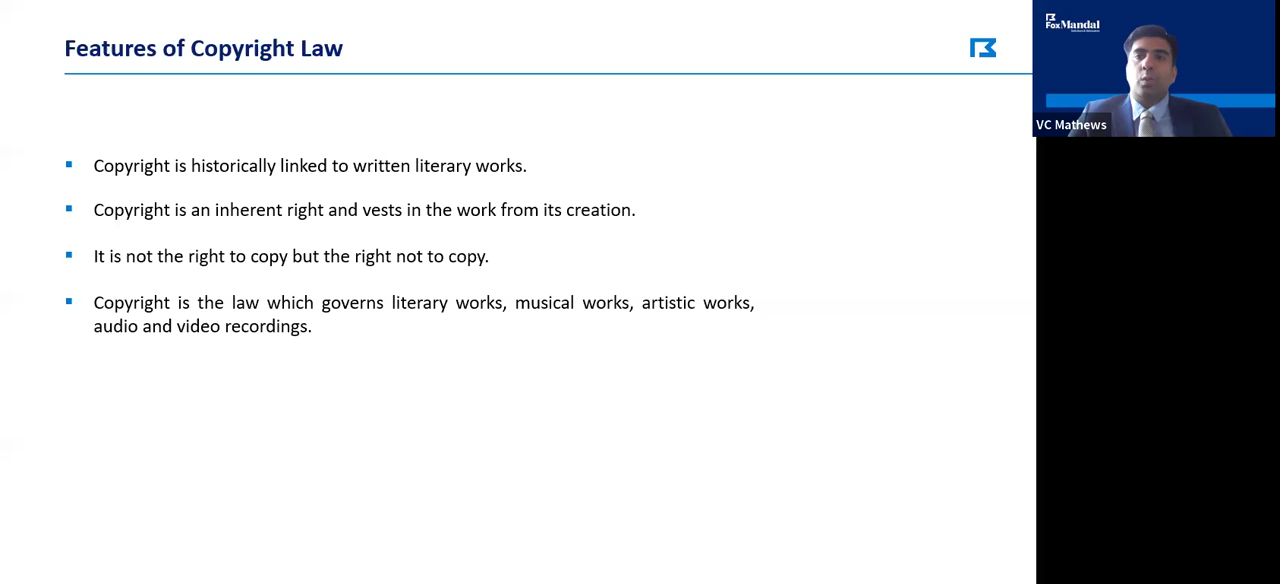 Features of Copyright Law
Fox Mandal
VC Mathews
Copyright is historically linked to written literary works.
Copyright is an inherent right and vests in the work from its creation.
It is not the right to copy but the right not to copy.
Copyright is the law which governs literary works, musical works, artistic works,
audio and video recordings.